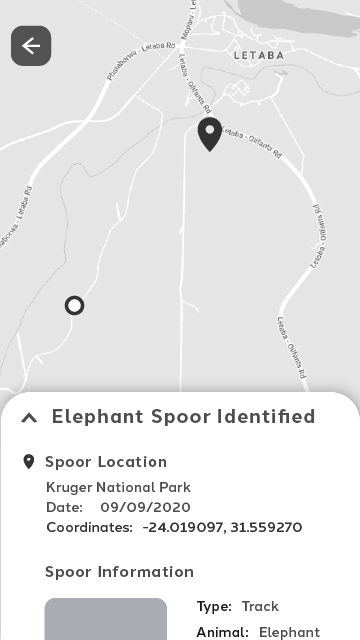 Mopani -
Phalaborwa - Letaba Rd
LETABA
Letaba - Olifants Rd
Letaba - Olifants Rd
- Letaba Rd
Letaba - Olifants Rd
Letaba - Olifants Rd
Elephant Spoor Identified
Spoor Location
Kruger National Park
Date: 09/09/2020
Coordinates: -24.019097, 31.559270
Spoor Information
Type: Track
Animal: Elephant